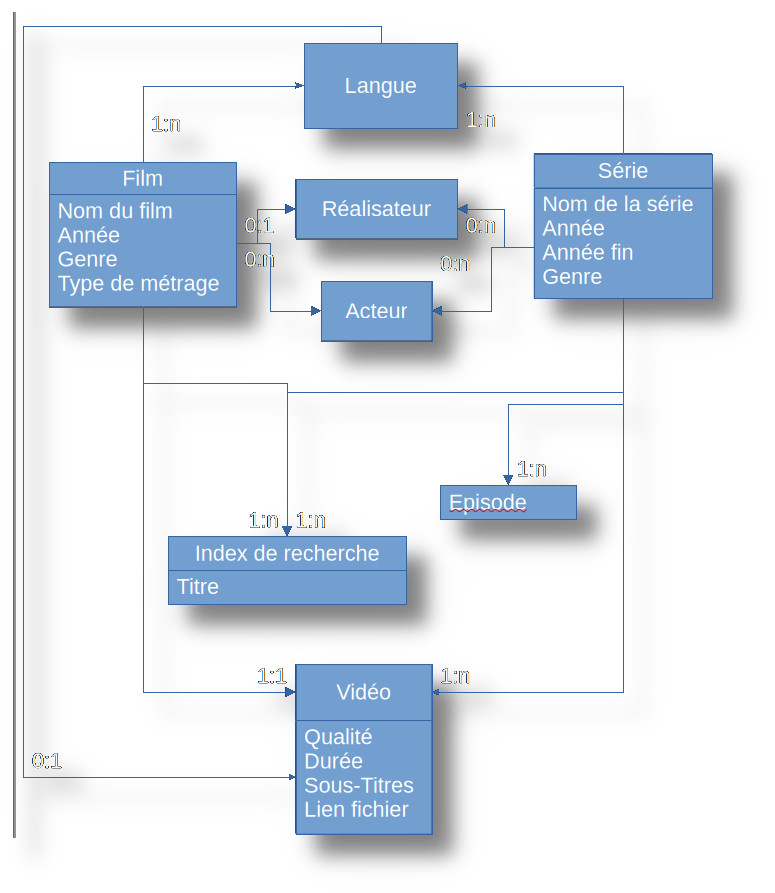 Langue
1:n
1:n
Film
Nom du film
Année
Genre
Type de métrage
Réalisateur
0:1
0:n
0:n
0:n
Série
Nom de la série
Année
Année fin
Genre
Acteur
1:n
Episode
1:n
1:n
Index de recherche
Titre
1:1
1:n
Vidéo
Qualité
Durée
Sous-Titres
Lien fichier
0:1